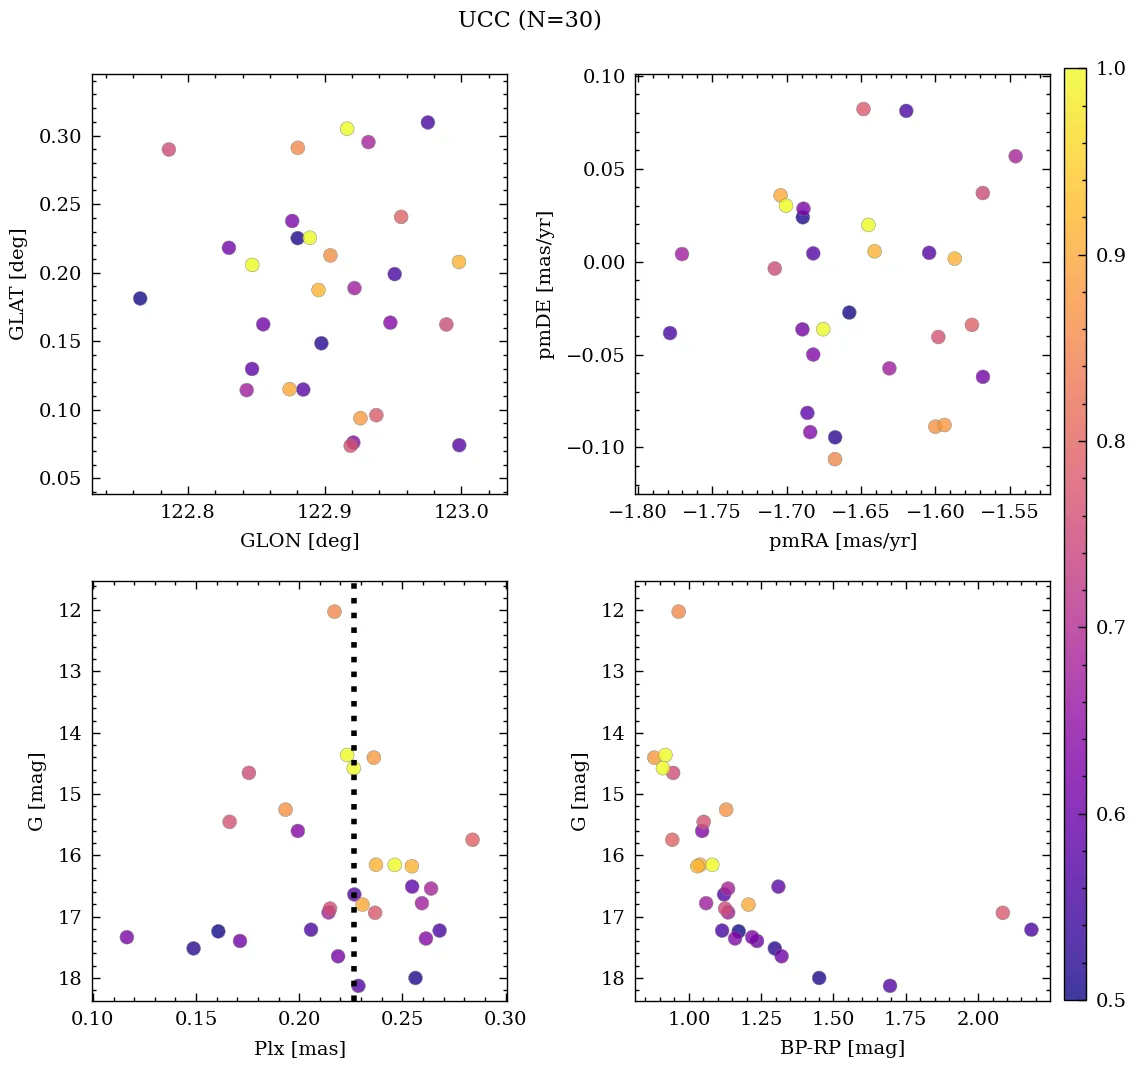 UCC (N=30)
0.30
0.25
0.20
0.15
0.10
0.05
GLAT [deg]
122.8 122.9 123.0
GLON [deg]
0.10
0.05
0.00
−0.05
−0.10
pmDE [mas/yr]
−1.80 −1.75 −1.70 −1.65 −1.60 −1.55
pmRA [mas/yr]
12
13
14
15
16
17
18
G [mag]
0.10 0.15 0.20 0.25 0.30
Plx [mas]
12
13
14
15
16
17
18
G [mag]
1.00 1.25 1.50 1.75 2.00
BP-RP [mag]
1.0
0.9
0.8
0.7
0.6
0.5